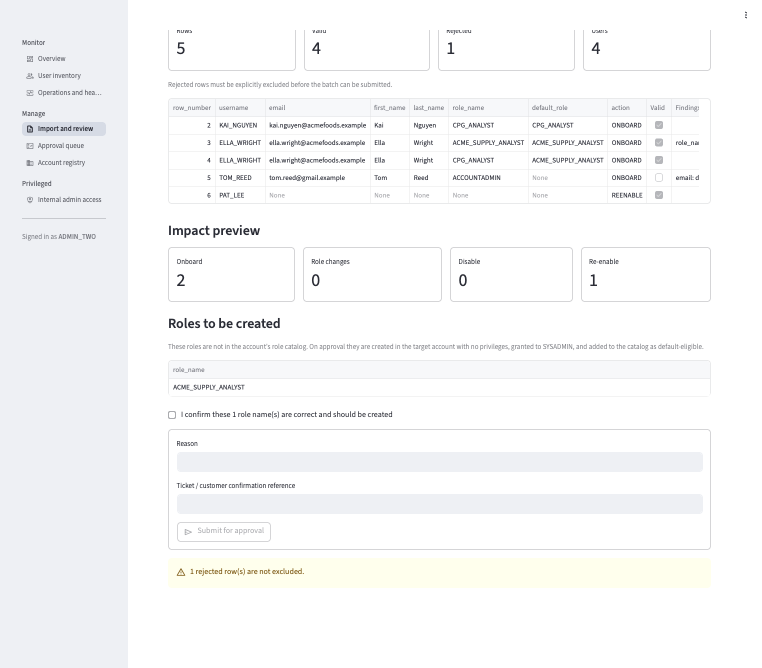 Monitor
Overview
User inventory
Operations and hea...
Manage
Import and review
Approval queue
Account registry
Privileged
Internal admin access
Signed in as ADMIN_TWO
Rows Valid Rejected Users
5 4 1 4
Rejected rows must be explicitly excluded before the batch can be submitted.
row_number username email first_name last_name role_name default_role action Valid Finding
2 KAI_NGUYEN kai.nguyen@acmefoods.example Kai Nguyen CPG_ANALYST CPG_ANALYST ONBOARD
3 ELLA_WRIGHT ella.wright@acmefoods.example Ella Wright ACME_SUPPLY_ANALYST ACME_SUPPLY_ANALYST ONBOARD role_na
4 ELLA_WRIGHT ella.wright@acmefoods.example Ella Wright CPG_ANALYST ACME_SUPPLY_ANALYST ONBOARD
5 TOM_REED tom.reed@gmail.example Tom Reed ACCOUNTADMIN None ONBOARD email: d
6 PAT_LEE None None None None None REENABLE
Impact preview
Onboard Role changes Disable Re-enable
2 0 0 1
Roles to be created
These roles are not in the account's role catalog. On approval they are created in the target account with no privileges, granted to SYSADMIN, and added to the catalog as default-eligible.
role_name
ACME_SUPPLY_ANALYST
I confirm these 1 role name(s) are correct and should be created
Reason
Ticket / customer confirmation reference
Submit for approval
1 rejected row(s) are not excluded.